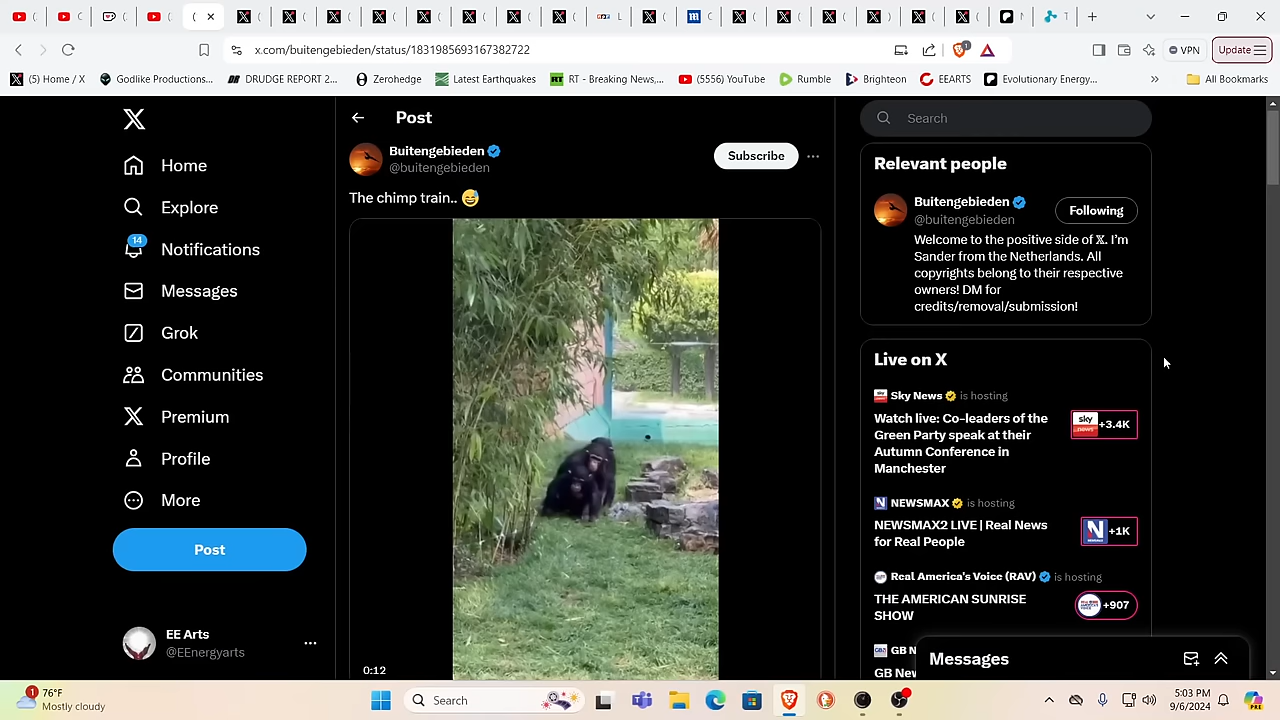 x.com/buitengebieden/status/1831985693167382722
VPN
Update
(5) Home / X
Godlike Productions...
DRUDGE REPORT 2...
Zerohedge
Latest Earthquakes
RT - Breaking News,...
(5556) YouTube
Rumble
Brighteon
EEARTS
Evolutionary Energy...
All Bookmarks
Home
Explore
14
Notifications
Messages
Grok
Communities
Premium
Profile
More
Post
EE Arts
@EEnergyarts
Post
Buitengebieden
@buitengebieden
Subscribe
The chimp train.. 😅
0:12
Search
Relevant people
Buitengebieden
@buitengebieden
Following
Welcome to the positive side of 𝕏. I'm
Sander from the Netherlands. All
copyrights belong to their respective
owners! DM for
credits/removal/submission!
Live on X
Sky News is hosting
Watch live: Co-leaders of the
Green Party speak at their
Autumn Conference in
Manchester
sky news +3.4K
NEWSMAX is hosting
NEWSMAX2 LIVE | Real News
for Real People
+1K
Real America's Voice (RAV) is hosting
THE AMERICAN SUNRISE
SHOW
+907
GB N
GB New
Messages
1
76°F
Mostly cloudy
Search
5:03 PM
9/6/2024
PRE